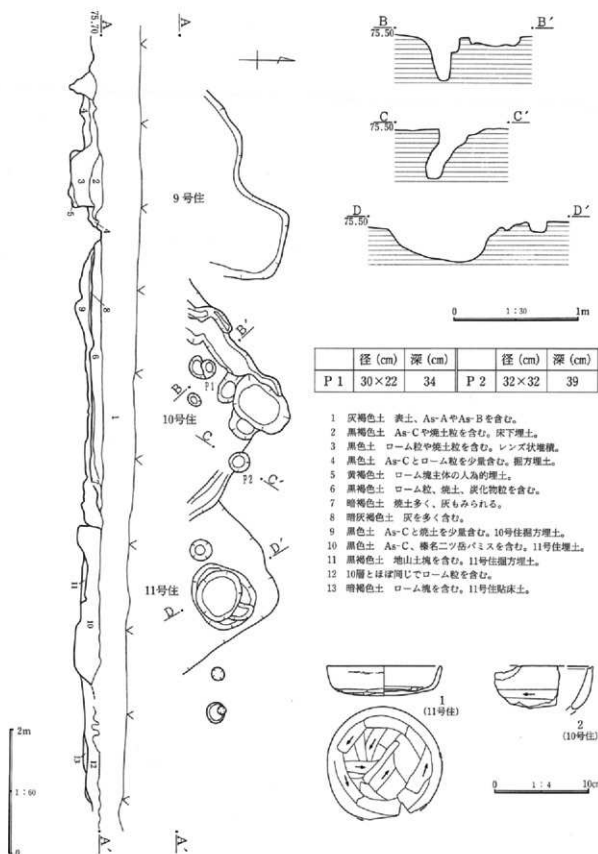 A
75.70
A
4
3
2
5
4
9
8
6
1
11
10
13
12
A'
A'
9号住
10号住
11号住
B'
B
P1
C
P2
C'
D'
D
2m
1:60
0
B
75.50
B'
C
75.50
C'
D
75.50
D'
0
1:30
1m
径(cm) 深(cm) 径(cm) 深(cm)
P 1 30×22 34 P 2 32×32 39
1 灰褐色土 表土、As-AやAs-Bを含む。
2 黒褐色土 As-Cや焼土粒を含む。床下埋土。
3 黒色土 ローム粒や焼土粒を含む。レンズ状堆積。
4 黒色土 As-Cとローム粒を少量含む。掘方埋土。
5 黄褐色土 ローム塊主体の人為的埋土。
6 黒褐色土 ローム粒、焼土、炭化物粒を含む。
7 暗褐色土 焼土多く、灰もみられる。
8 暗灰褐色土 灰を多く含む。
9 黒色土 As-Cと焼土を少量含む。10号住掘方埋土。
10 黒色土 As-C、榛名二ツ岳パミスを含む。11号住埋土。
11 黒褐色土 地山土塊を含む。11号住掘方埋土。
12 10層とほぼ同じでローム粒を含む。
13 暗褐色土 ローム塊を含む。11号住貼床土。
1
(11号住)
2
(10号住)
0
1:4
10cm